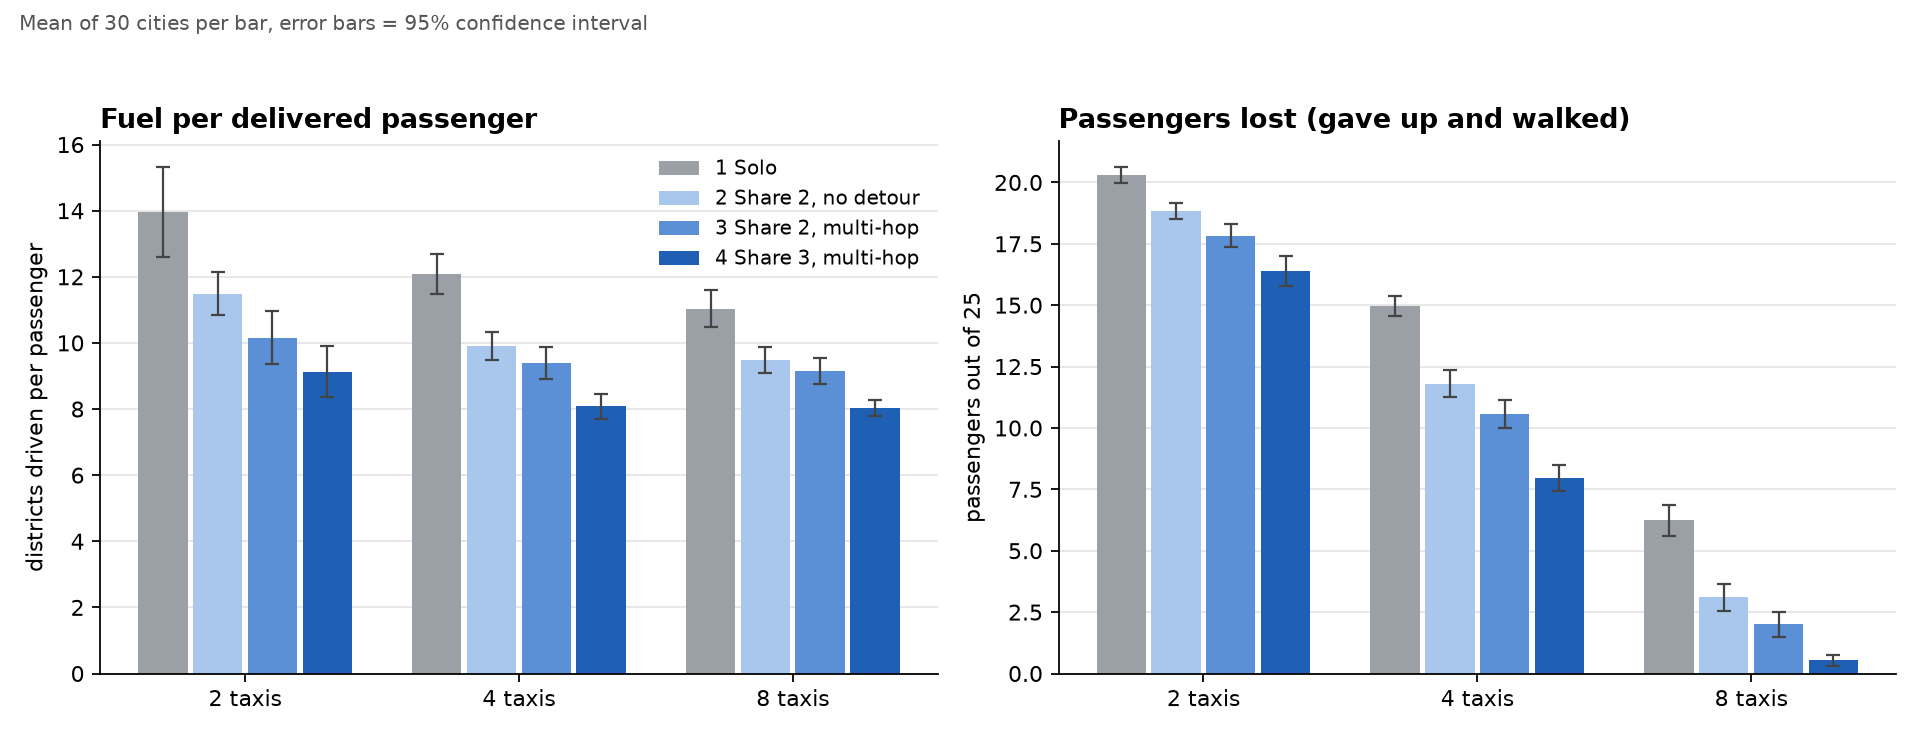 Mean of 30 cities per bar, error bars = 95% confidence interval
Fuel per delivered passenger
districts driven per passenger
16
14
12
10
8
6
4
2
0
1 Solo
2 Share 2, no detour
3 Share 2, multi-hop
4 Share 3, multi-hop
2 taxis
4 taxis
8 taxis
Passengers lost (gave up and walked)
passengers out of 25
20.0
17.5
15.0
12.5
10.0
7.5
5.0
2.5
0.0
2 taxis
4 taxis
8 taxis